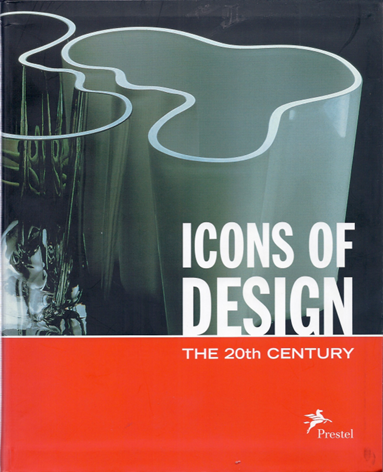 ICONS OF
DESIGN
THE 20th CENTURY
Prestel